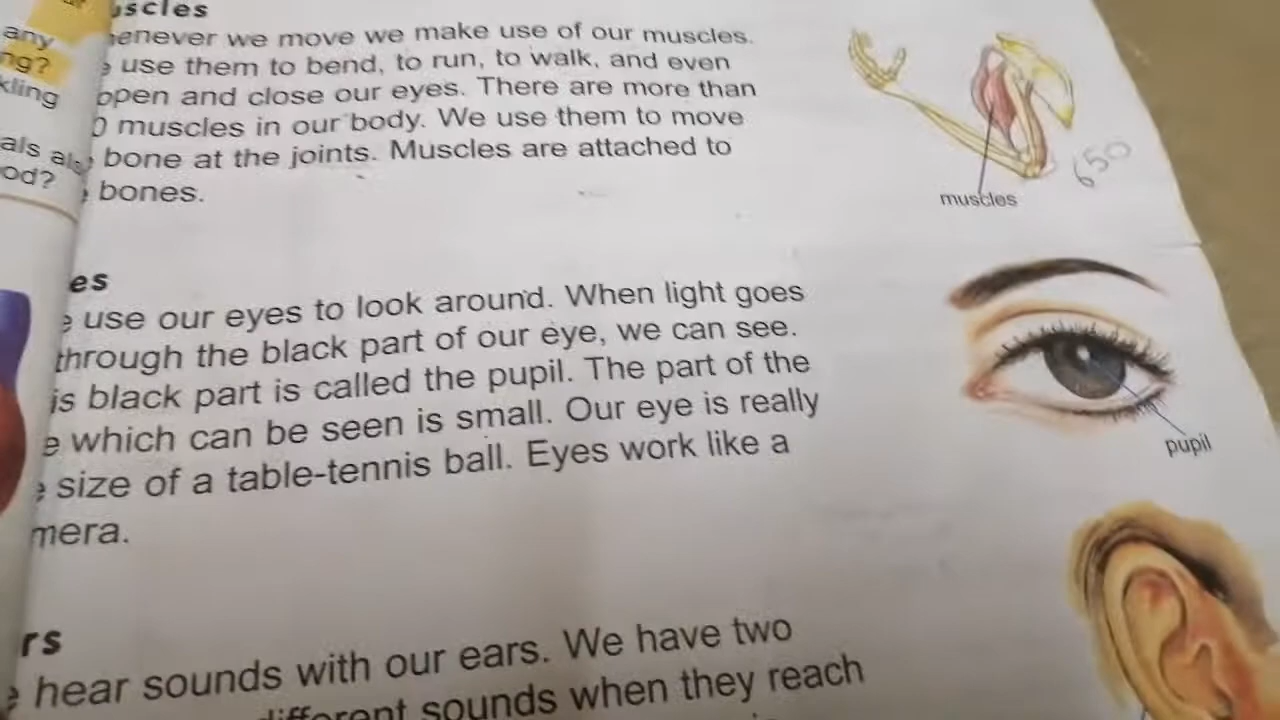 any
ng?
kling
als als
od?
uscles
henever we move we make use of our muscles.
e use them to bend, to run, to walk, and even
open and close our eyes. There are more than
0 muscles in our body. We use them to move
bone at the joints. Muscles are attached to
bones.
muscles
650
es
e use our eyes to look around. When light goes
through the black part of our eye, we can see.
is black part is called the pupil. The part of the
e which can be seen is small. Our eye is really
size of a table-tennis ball. Eyes work like a
mera.
pupil
rs
e hear sounds with our ears. We have two
different sounds when they reach